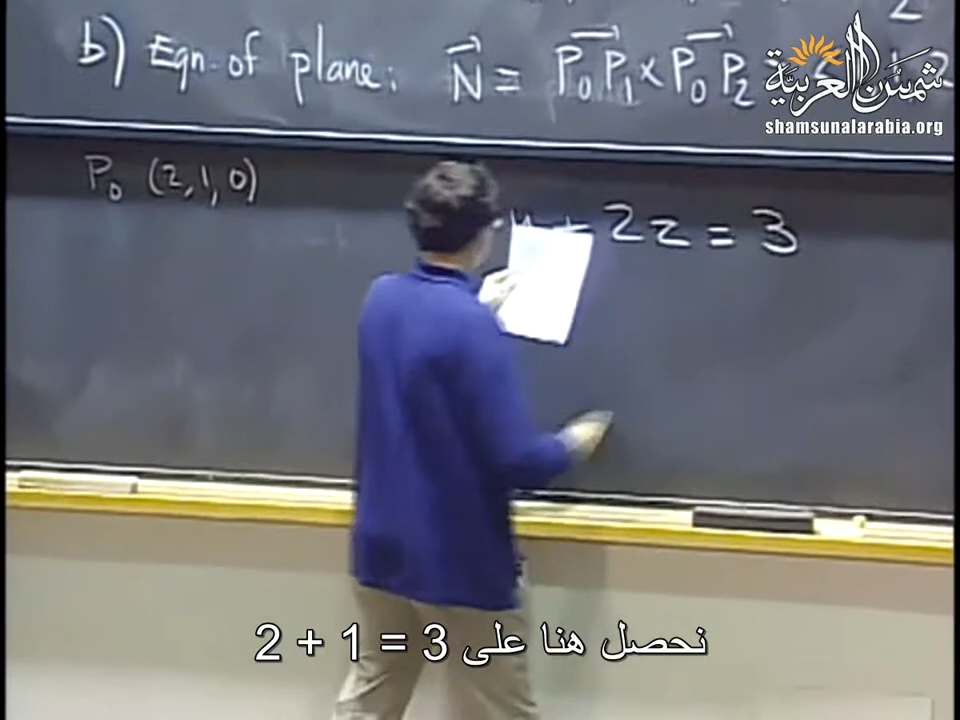 b) Eqn. of plane: N ≡ P₀P₁ × P₀P₂
شمس العربية
shamsunalarabia.org
P₀ (2,1,0)
+ 2z = 3
نحصل هنا على 3 = 1 + 2